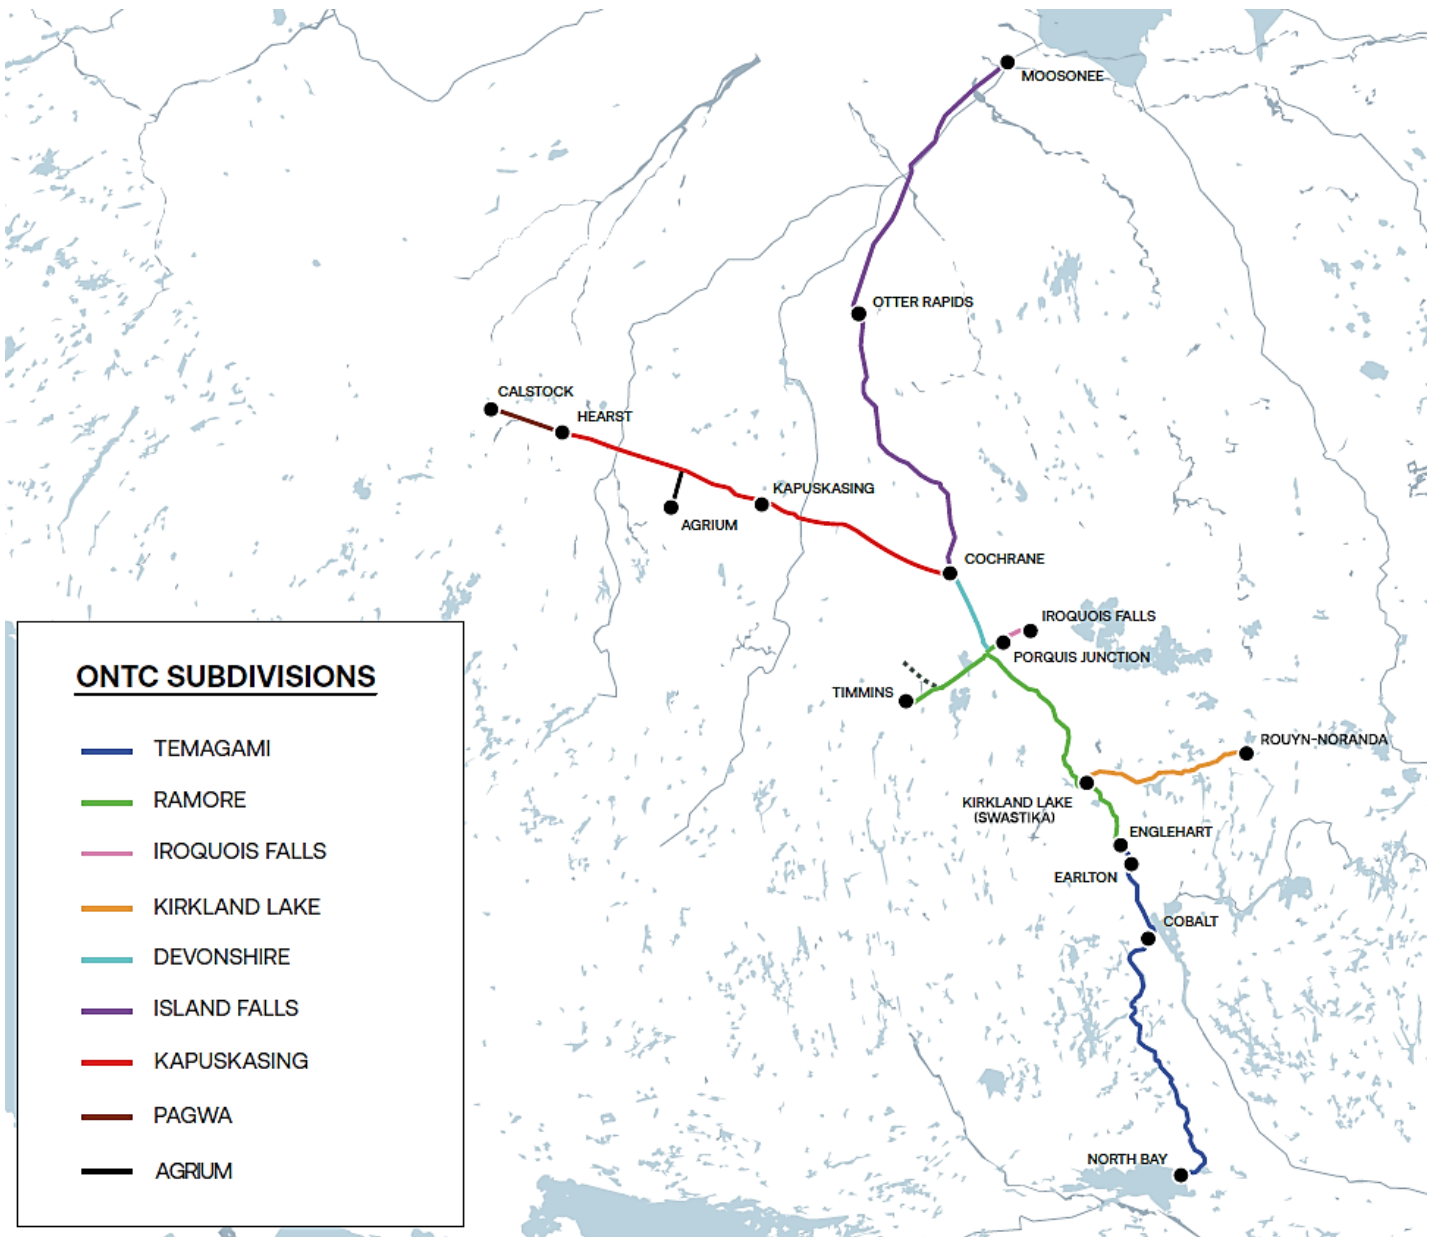 MOOSONEE
OTTER RAPIDS
CALSTOCK
HEARST
KAPUSKASING
AGRIUM
COCHRANE
IROQUOIS FALLS
PORQUIS JUNCTION
TIMMINS
ROUYN-NORANDA
KIRKLAND LAKE
(SWASTIKA)
ENGLEHART
EARLTON
COBALT
NORTH BAY
ONTC SUBDIVISIONS
TEMAGAMI
RAMORE
IROQUOIS FALLS
KIRKLAND LAKE
DEVONSHIRE
ISLAND FALLS
KAPUSKASING
PAGWA
AGRIUM